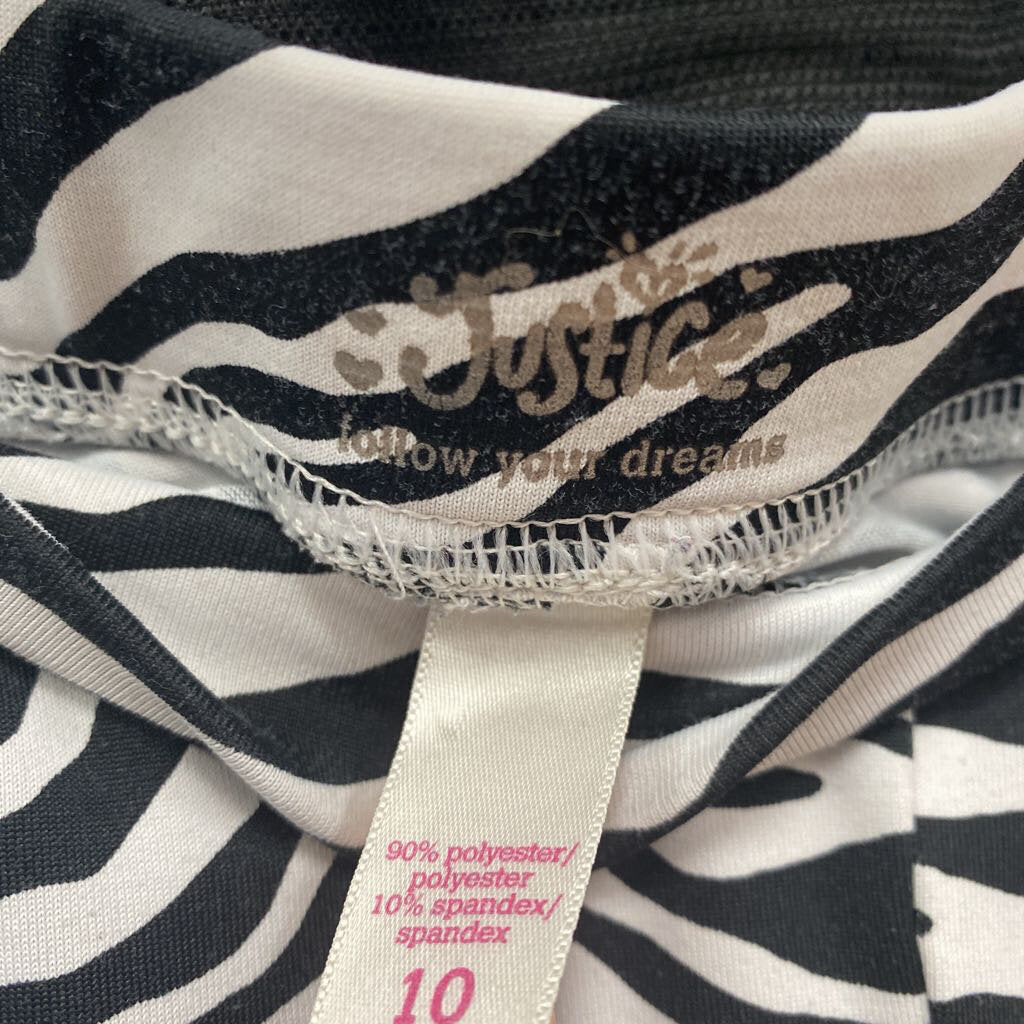 Justice
follow your dreams
90% polyester/
polyester
10% spandex/
spandex
10